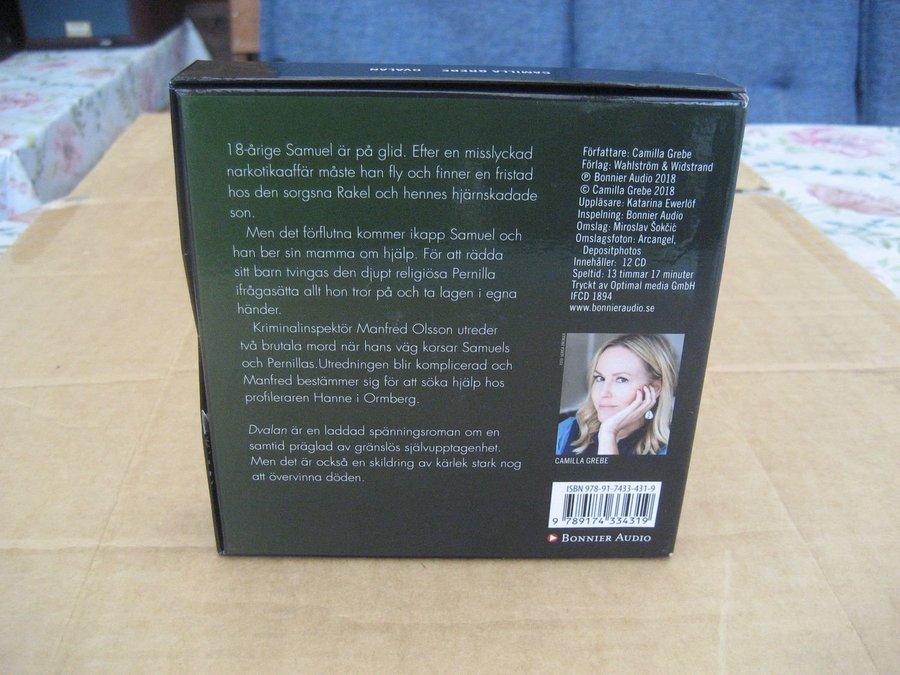 CAMILLA GREBE DVALAN
18-årige Samuel är på glid. Efter en misslyckad
narkotikaaffär måste han fly och finner en fristad
hos den sorgsna Rakel och hennes hjärnskadade
son.
Men det förflutna kommer ikapp Samuel och
han ber sin mamma om hjälp. För att rädda
sitt barn tvingas den djupt religiösa Pernilla
ifrågasätta allt hon tror på och ta lagen i egna
händer.
Kriminalinspektör Manfred Olsson utreder
två brutala mord när hans väg korsar Samuels
och Pernillas.Utredningen blir komplicerad och
Manfred bestämmer sig för att söka hjälp hos
profileraren Hanne i Ormberg.
Dvalan är en laddad spänningsroman om en
samtid präglad av gränslös självupptagenhet.
Men det är också en skildring av kärlek stark nog
att övervinna döden.
Författare: Camilla Grebe
Förlag: Wahlström & Widstrand
℗ Bonnier Audio 2018
© Camilla Grebe 2018
Uppläsare: Katarina Ewerlöf
Inspelning: Bonnier Audio
Omslag: Miroslav Šokčić
Omslagsfoton: Arcangel,
Depositphotos
Innehåller: 12 CD
Speltid: 13 timmar 17 minuter
Tryckt av Optimal media GmbH
IFCD 1894
www.bonnieraudio.se
CAMILLA GREBE
ISBN 978-91-7433-431-9
9 789174 334319
BONNIER AUDIO